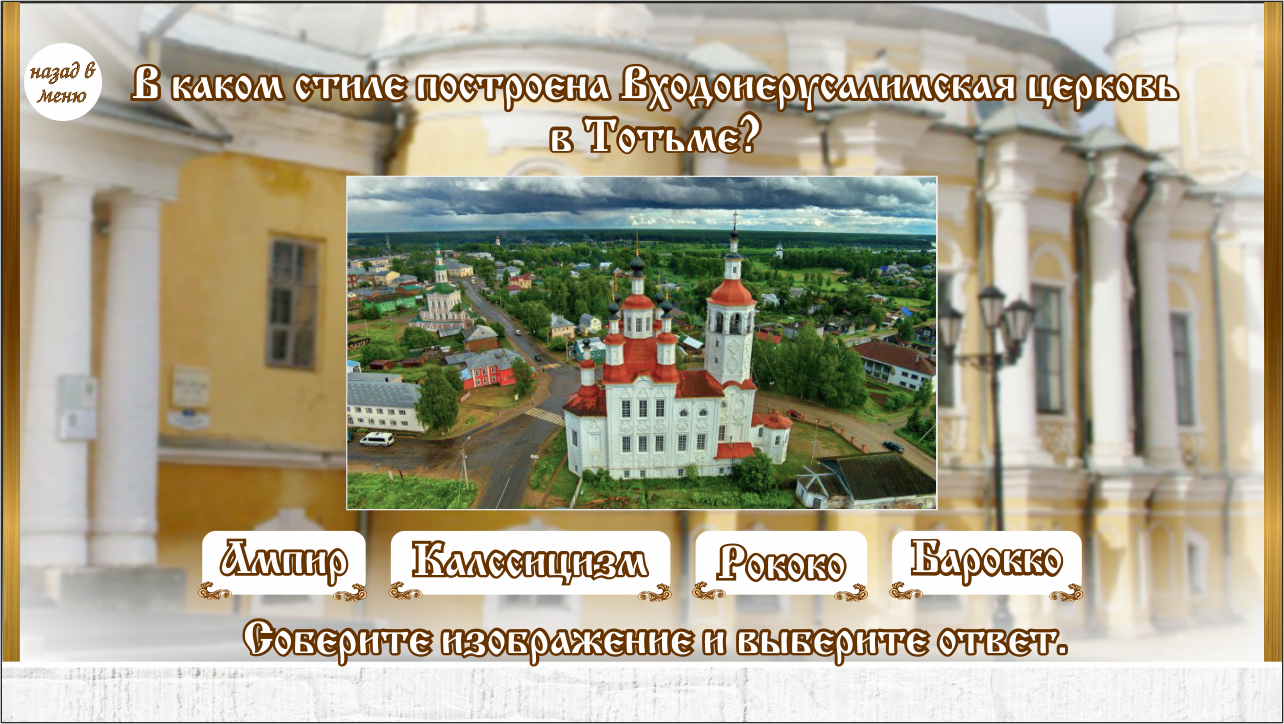 назад в
меню
В каком стиле построена Входоиерусалимская церковь
в Тотьме?
Ампир
Калссицизм
Рококо
Барокко
Соберите изображение и выберите ответ.